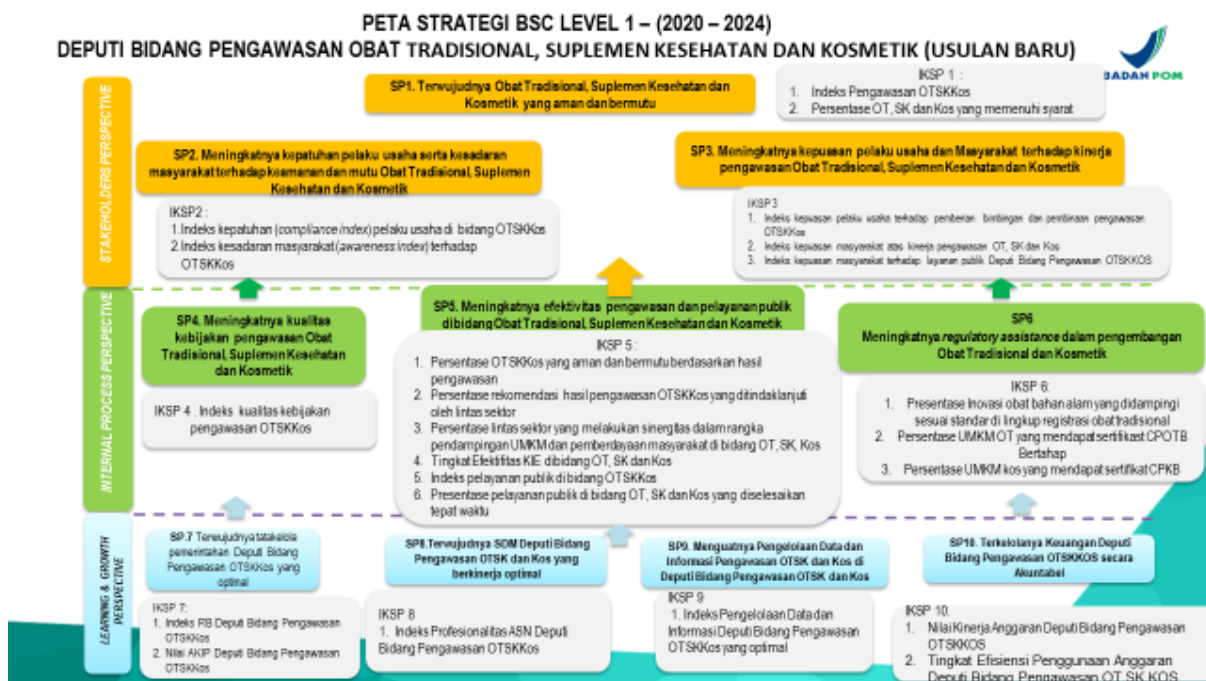 PETA STRATEGI BSC LEVEL 1 – (2020 – 2024)
DEPUTI BIDANG PENGAWASAN OBAT TRADISIONAL, SUPLEMEN KESEHATAN DAN KOSMETIK (USULAN BARU)
BADAN POM
STAKEHOLDERS PERSPECTIVE
SP1. Terwujudnya Obat Tradisional, Suplemen Kesehatan dan
Kosmetik yang aman dan bermutu
IKSP 1 :
1. Indeks Pengawasan OTSKKos
2. Persentase OT, SK dan Kos yang memenuhi syarat
SP2. Meningkatnya kepatuhan pelaku usaha serta kesadaran
masyarakat terhadap keamanan dan mutu Obat Tradisional, Suplemen
Kesehatan dan Kosmetik
IKSP2 :
1.Indeks kepatuhan (compliance index) pelaku usaha di bidang OTSKKos
2.Indeks kesadaran masyarakat (awareness index) terhadap
OTSKKos
SP3. Meningkatnya kepuasan pelaku usaha dan Masyarakat terhadap kinerja
pengawasan Obat Tradisional, Suplemen Kesehatan dan Kosmetik
IKSP3
1. Indeks kepuasan pelaku usaha terhadap pemberian bimbingan dan pembinaan pengawasan
OTSKKos
2. Indeks kepuasan masyarakat atas kinerja pengawasan OT, SK dan Kos
3. Indeks kepuasan masyarakat terhadap layanan publik Deputi Bidang Pengawasan OTSKKOS
INTERNAL PROCESS PERSPECTIVE
SP4. Meningkatnya kualitas
kebijakan pengawasan Obat
Tradisional, Suplemen Kesehatan
dan Kosmetik
IKSP 4 . Indeks kualitas kebijakan
pengawasan OTSKKos
SP5. Meningkatnya efektivitas pengawasan dan pelayanan publik
dibidang Obat Tradisional, Suplemen Kesehatan dan Kosmetik
IKSP 5 :
1. Persentase OTSKKos yang aman dan bermutu berdasarkan hasil
pengawasan
2. Persentase rekomendasi hasil pengawasan OTSKKos yang ditindaklanjuti
oleh lintas sektor
3. Persentase lintas sektor yang melakukan sinergitas dalam rangka
pendampingan UMKM dan pemberdayaan masyarakat di bidang OT, SK, Kos
4. Tingkat Efektifitas KIE dibidang OT, SK dan Kos
5. Indeks pelayanan publik di bidang OTSKKos
6. Presentase pelayanan publik di bidang OT, SK dan Kos yang diselesaikan
tepat waktu
SP6
Meningkatnya regulatory assistance dalam pengembangan
Obat Tradisional dan Kosmetik
IKSP 6:
1. Presentase Inovasi obat bahan alam yang didampingi
sesuai standar di lingkup registrasi obat tradisional
2. Persentase UMKM OT yang mendapat sertifikast CPOTB
Bertahap
3. Persentase UMKM kos yang mendapat sertifikat CPKB
LEARNING & GROWTH
PERSPECTIVE
SP.7 Terwujudnya tatakelola
pemerintahan Deputi Bidang
Pengawasan OTSKKos yang
optimal
IKSP 7:
1. Indeks RB Deputi Bidang Pengawasan
OTSKKos
2. Nilai AKIP Deputi Bidang Pengawasan
OTSKKos
SP8.Terwujudnya SDM Deputi Bidang
Pengawasan OTSK dan Kos yang
berkinerja optimal
IKSP 8
1. Indeks Profesionalitas ASN Deputi
Bidang Pengawasan OTSKKos
SP9. Menguatnya Pengelolaan Data dan
Informasi Pengawasan OTSK dan Kos di
Deputi Bidang Pengawasan OTSK dan Kos
IKSP 9
1. Indeks Pengelolaan Data dan
Informasi Deputi Bidang Pengawasan
OTSKKos yang optimal
SP10. Terkelolanya Keuangan Deputi
Bidang Pengawasan OTSKKOS secara
Akuntabel
IKSP 10.
1. Nilai Kinerja Anggaran Deputi Bidang Pengawasan
OTSKKOS
2. Tingkat Efisiensi Penggunaan Anggaran
Deputi Bidang Pengawasan OT SK KOS